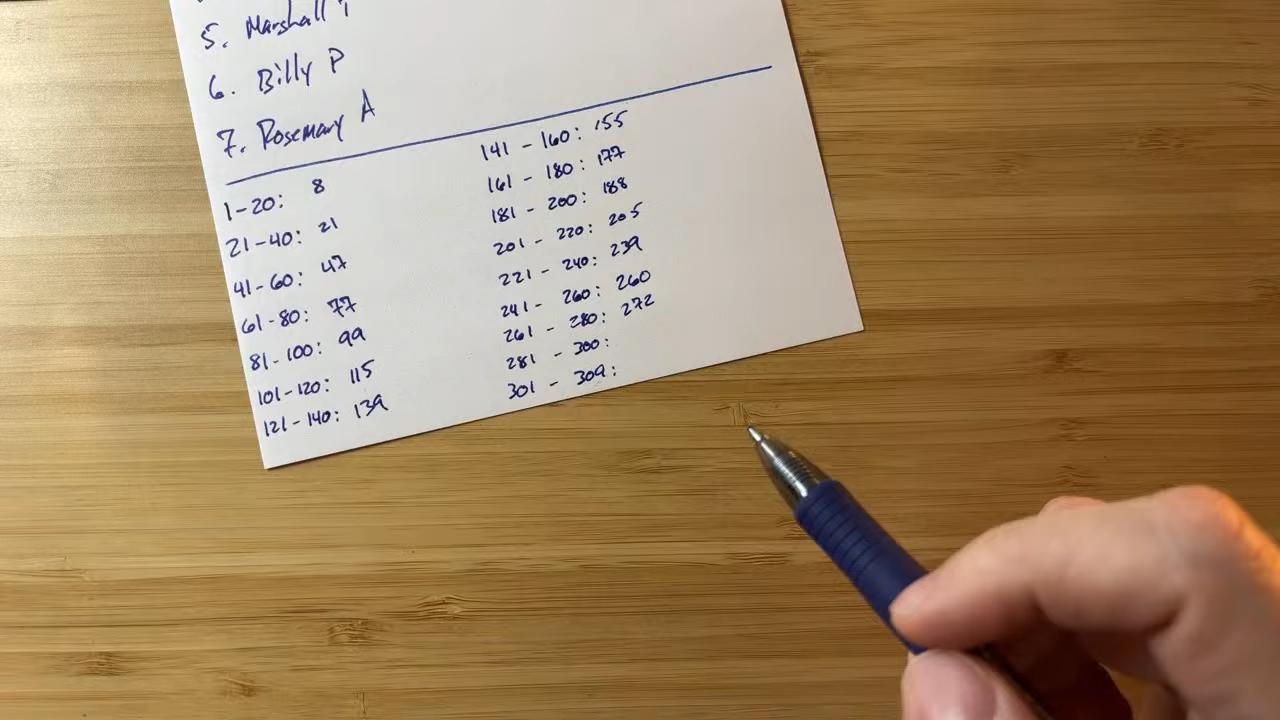 5. Marshall T
6. Billy P
7. Rosemary A
1-20: 8
21-40: 21
41-60: 47
61-80: 77
81-100: 99
101-120: 115
121-140: 139
141 - 160: 155
161 - 180: 177
181 - 200: 188
201 - 220: 205
221 - 240: 239
241 - 260: 260
261 - 280: 272
281 - 300:
301 - 309: